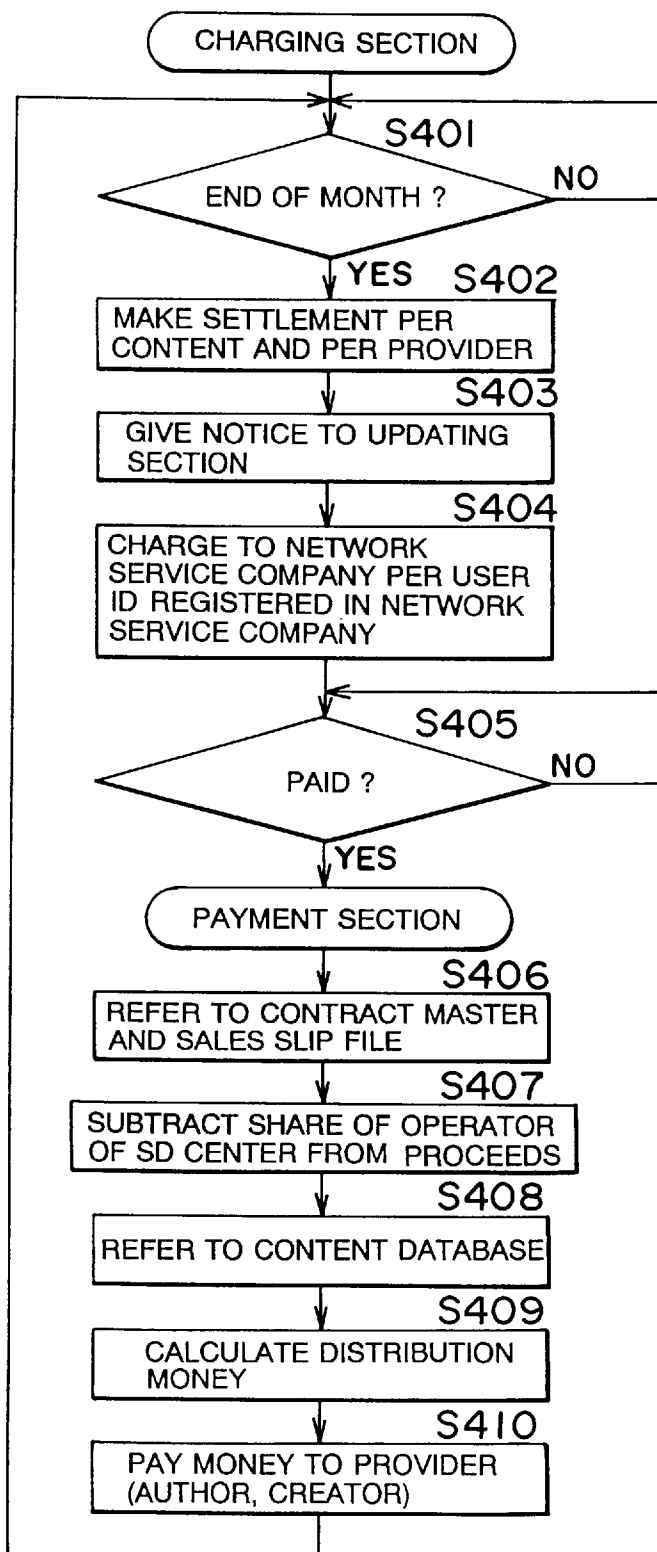 CHARGING SECTION
S401
END OF MONTH ?
NO
YES
S402
MAKE SETTLEMENT PER
CONTENT AND PER PROVIDER
S403
GIVE NOTICE TO UPDATING
SECTION
S404
CHARGE TO NETWORK
SERVICE COMPANY PER USER
ID REGISTERED IN NETWORK
SERVICE COMPANY
S405
PAID ?
NO
YES
PAYMENT SECTION
S406
REFER TO CONTRACT MASTER
AND SALES SLIP FILE
S407
SUBTRACT SHARE OF OPERATOR
OF SD CENTER FROM PROCEEDS
S408
REFER TO CONTENT DATABASE
S409
CALCULATE DISTRIBUTION
MONEY
S410
PAY MONEY TO PROVIDER
(AUTHOR, CREATOR)